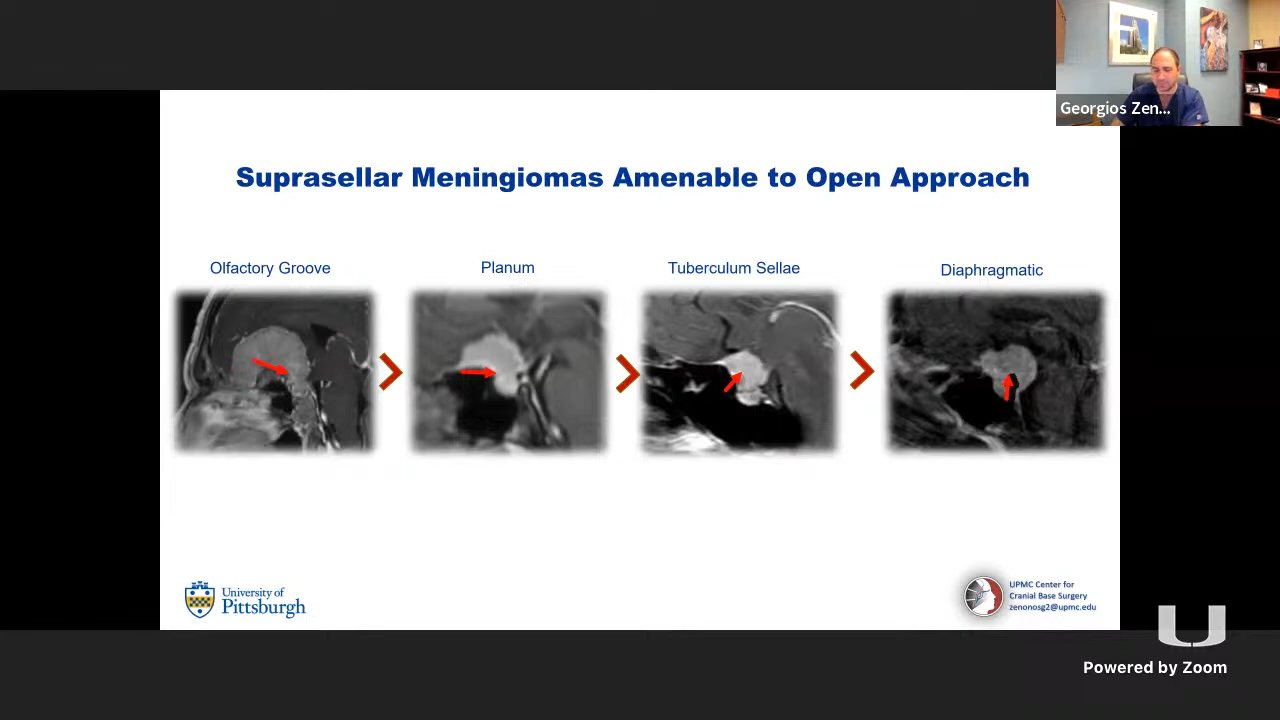 Georgios Zen...
Suprasellar Meningiomas Amenable to Open Approach
Olfactory Groove
Planum
Tuberculum Sellae
Diaphragmatic
University of
Pittsburgh
UPMC Center for
Cranial Base Surgery
zenonosg2@upmc.edu
Powered by Zoom